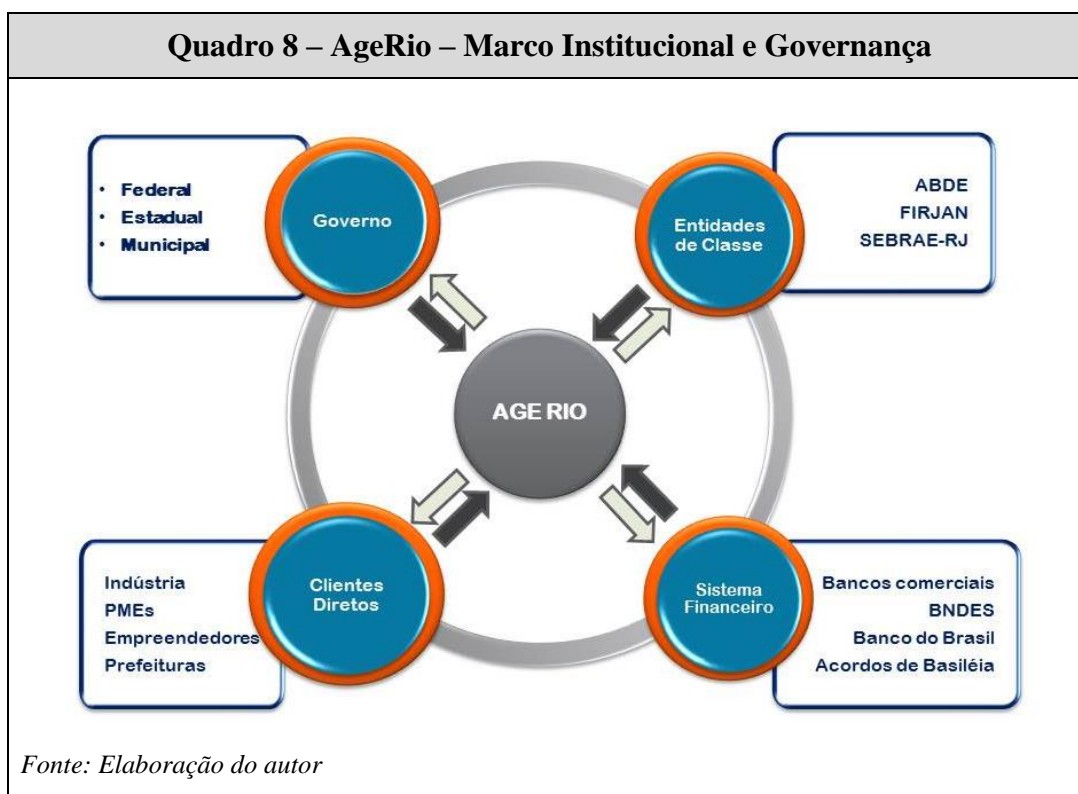 Quadro 8 – AgeRio – Marco Institucional e Governança
• Federal
• Estadual
• Municipal
Governo
Entidades
de Classe
ABDE
FIRJAN
SEBRAE-RJ
AGE RIO
Indústria
PMEs
Empreendedores
Prefeituras
Clientes
Diretos
Sistema
Financeiro
Bancos comerciais
BNDES
Banco do Brasil
Acordos de Basiléia
Fonte: Elaboração do autor